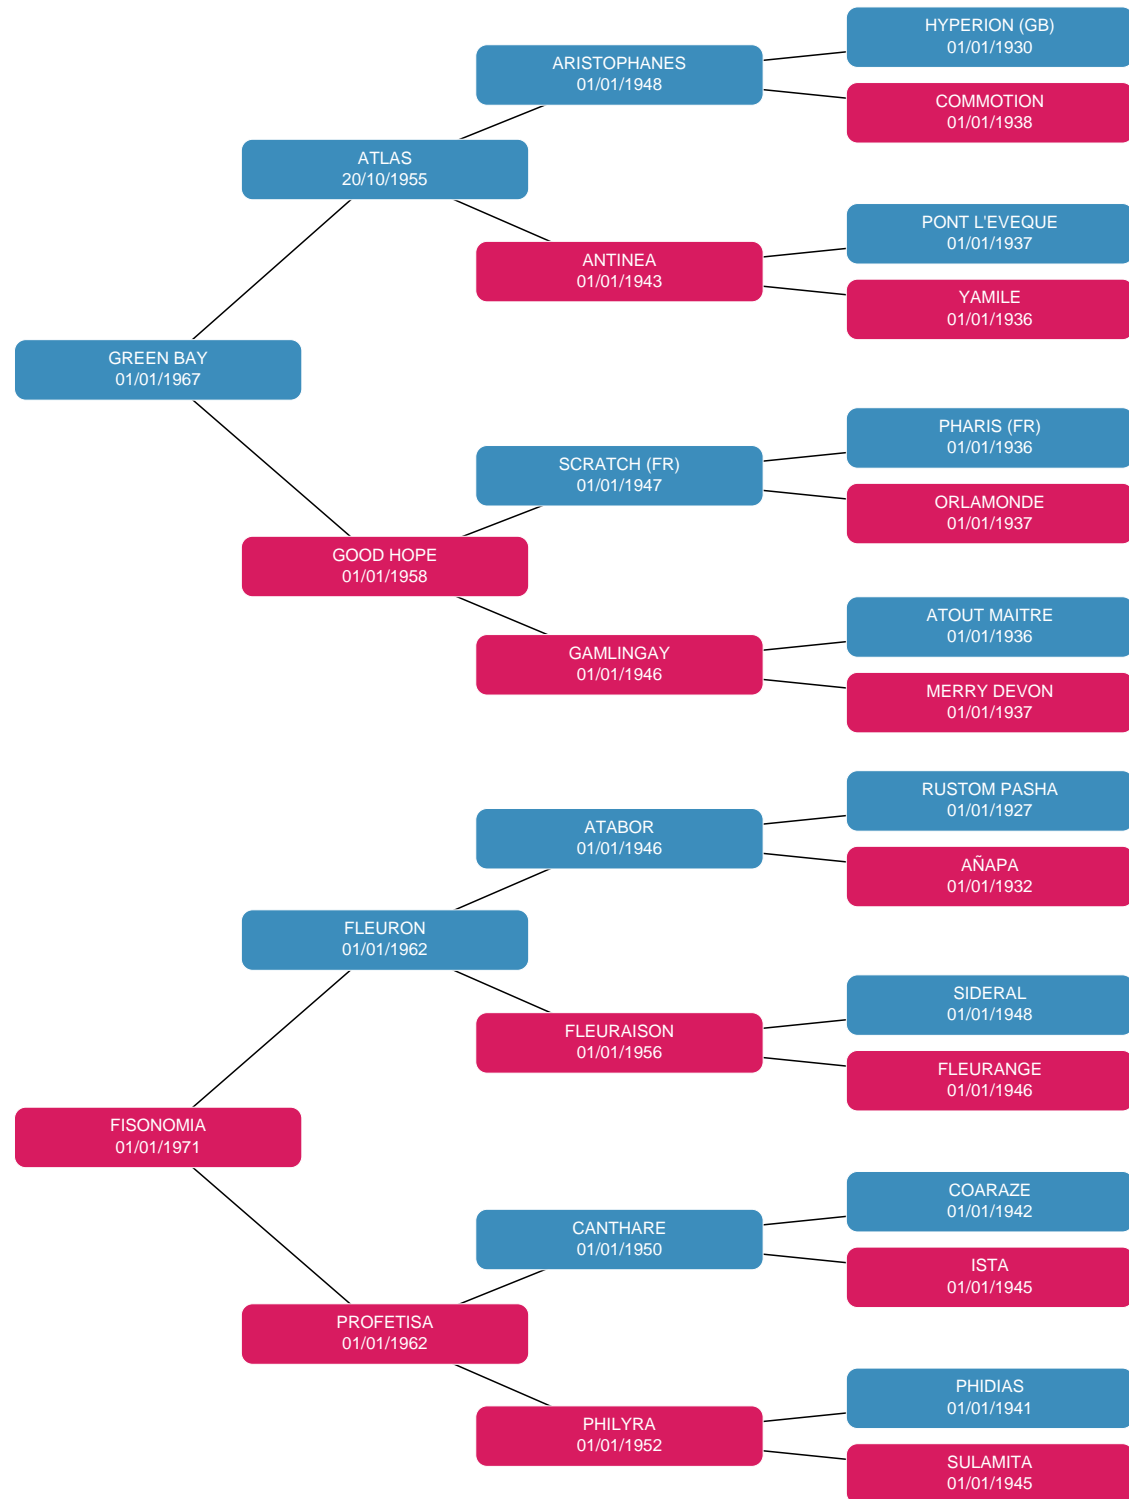 HYPERION (GB)
01/01/1930
ARISTOPHANES
01/01/1948
COMMOTION
01/01/1938
ATLAS
20/10/1955
PONT L'EVEQUE
01/01/1937
ANTINEA
01/01/1943
YAMILE
01/01/1936
GREEN BAY
01/01/1967
PHARIS (FR)
01/01/1936
SCRATCH (FR)
01/01/1947
ORLAMONDE
01/01/1937
GOOD HOPE
01/01/1958
ATOUT MAITRE
01/01/1936
GAMLINGAY
01/01/1946
MERRY DEVON
01/01/1937
RUSTOM PASHA
01/01/1927
ATABOR
01/01/1946
AÑAPA
01/01/1932
FLEURON
01/01/1962
SIDERAL
01/01/1948
FLEURAISON
01/01/1956
FLEURANGE
01/01/1946
FISONOMIA
01/01/1971
COARAZE
01/01/1942
CANTHARE
01/01/1950
ISTA
01/01/1945
PROFETISA
01/01/1962
PHIDIAS
01/01/1941
PHILYRA
01/01/1952
SULAMITA
01/01/1945